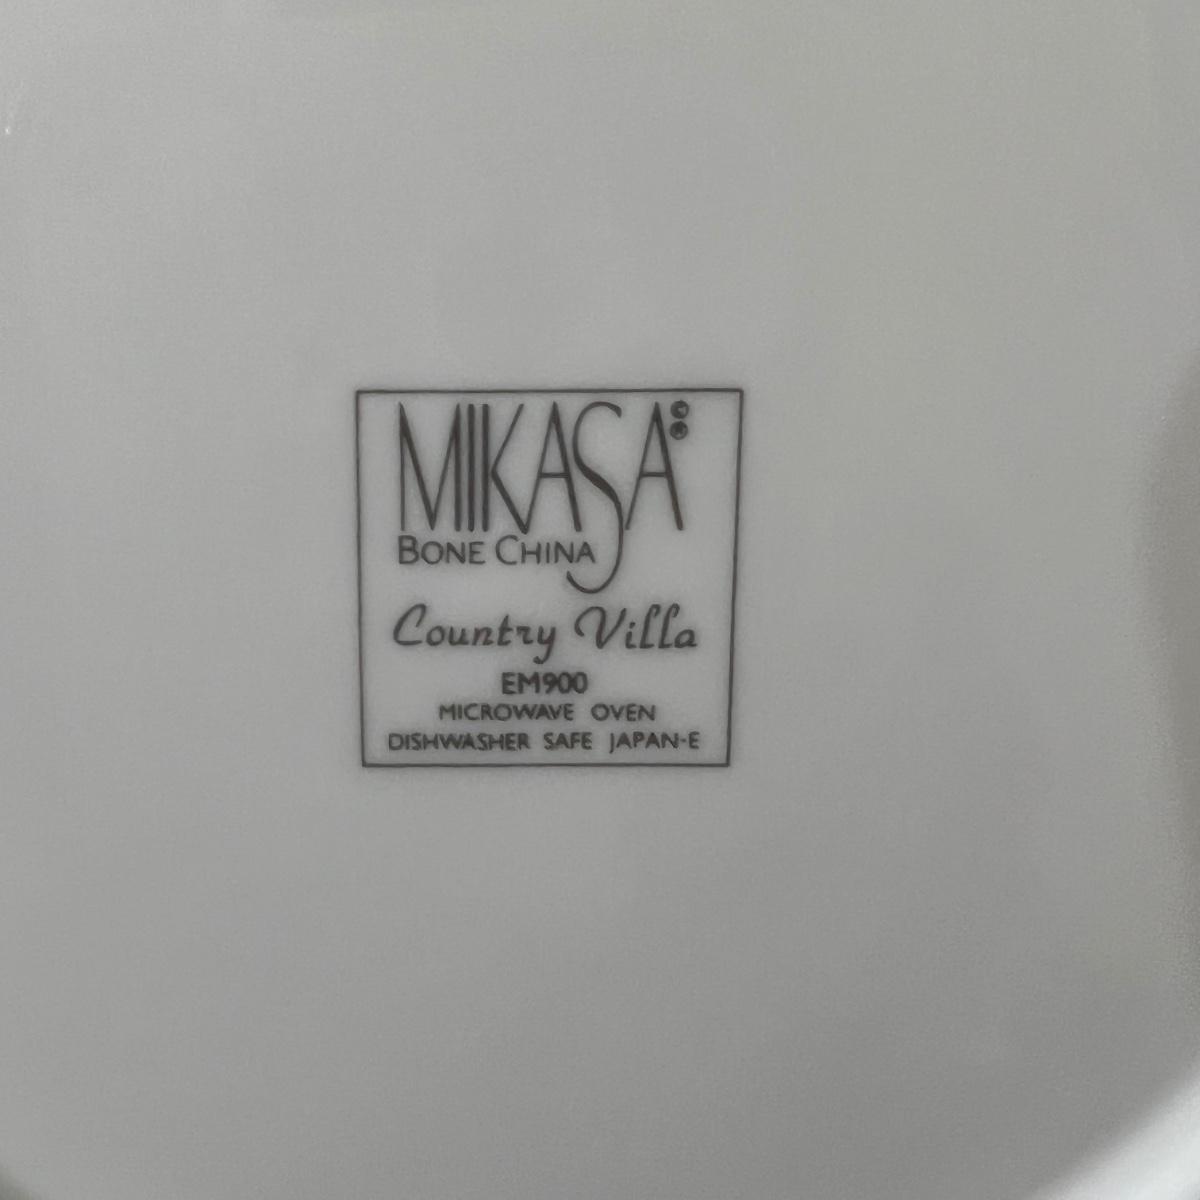 MIKASA©®
BONE CHINA
Country Villa
EM900
MICROWAVE OVEN
DISHWASHER SAFE JAPAN-E